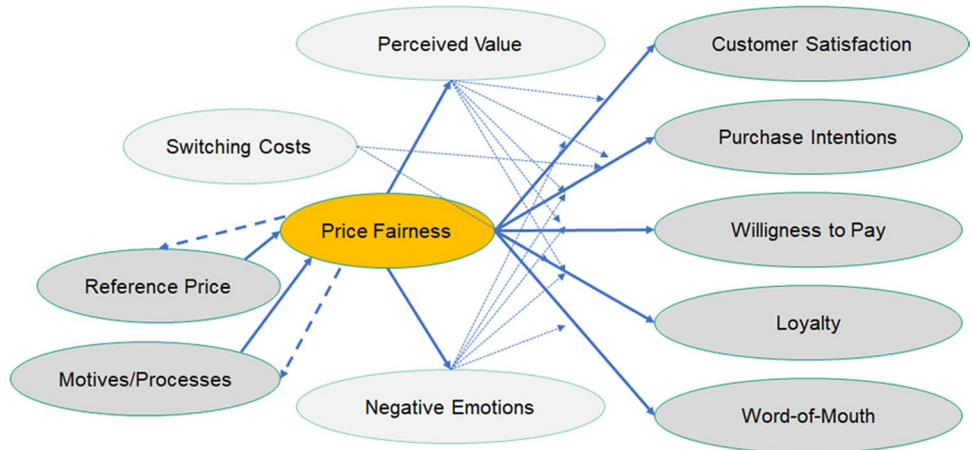 Perceived Value
Customer Satisfaction
Switching Costs
Purchase Intentions
Price Fairness
Willigness to Pay
Reference Price
Loyalty
Motives/Processes
Negative Emotions
Word-of-Mouth